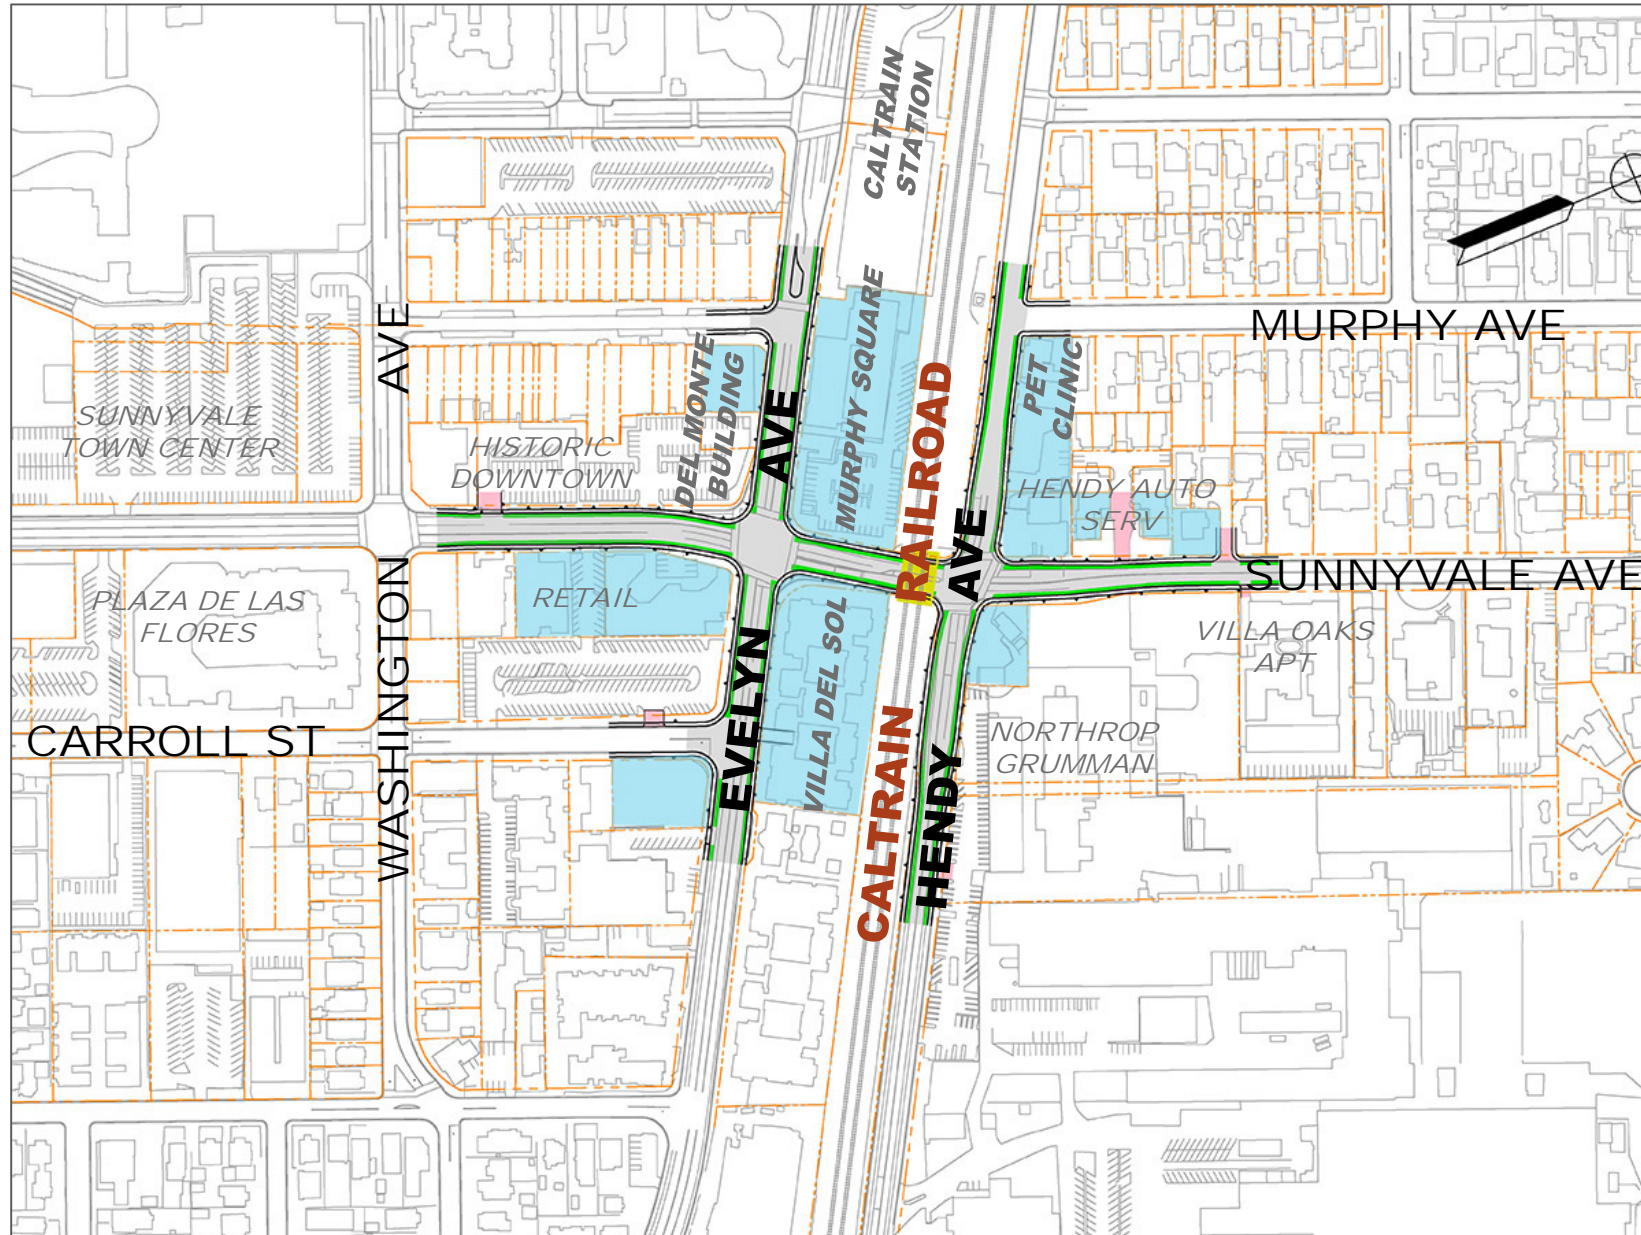 CALTRAIN
STATION
MURPHY AVE
AVE
DEL MONTE
BUILDING
MURPHY SQUARE
PET
CLINIC
SUNNYVALE
TOWN CENTER
HISTORIC
DOWNTOWN
AVE
RAILROAD
HENDY AUTO
SERV
AVE
SUNNYVALE AVE
PLAZA DE LAS
FLORES
WASHINGTON
RETAIL
EVELYN
VILLA DEL SOL
VILLA OAKS
APT
CARROLL ST
CALTRAIN
HENDY
NORTHROP
GRUMMAN